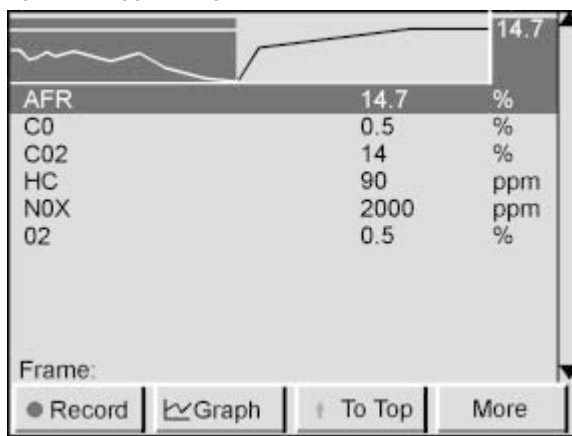 14.7
AFR 14.7 %
C0 0.5 %
C02 14 %
HC 90 ppm
N0X 2000 ppm
02 0.5 %
Frame:
Record Graph To Top More